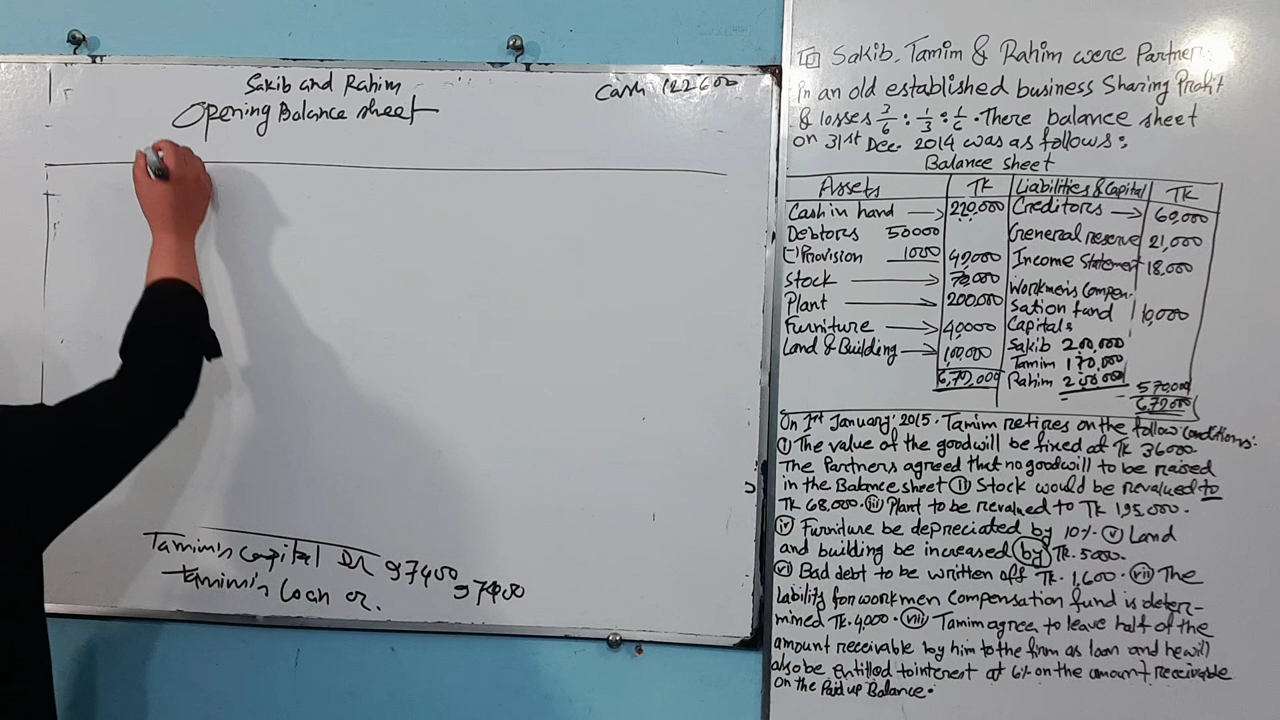 Sakib and Rahim
Opening Balance sheet
Cash 122600
Tamim's Capital Dr 97400
Tamim's Loan cr. 97400
Sakib, Tamim & Rahim were Partner.
in an old established business Sharing Profit
& losses 3/6 : 1/3 : 1/6 . There balance sheet
on 31st Dec. 2014 was as follows:
Balance sheet
Assets TK Liabilities & Capital TK
Cash in hand → 220,000 Creditors → 60,000
Debtors 50000 General reserve 21,000
(-) Provision 1000 49,000 Income Statement 18,000
Stock → 70,000 Workmen's Compen-
Plant → 200,000 sation fund 10,000
Furniture → 40000 Capitals
Land & Building → 100,000 Sakib 200,000
6,79,000 Tamim 170,000
Rahim 200,000 570,000
6,79,000
On 1st January, 2015. Tamim retires on the follow conditions:
(i) The value of the goodwill be fixed at TK 36000.
The Partners agreed that no goodwill to be raised
in the Balance sheet (ii) Stock would be revalued to
TK 68,000. (iii) Plant to be revalued to TK 195,000.
(iv) Furniture be depreciated by 10%. (v) Land
and building be increased by TK. 5000.
(vi) Bad debt to be written off TK. 1,600. (vii) The
liability for workmen compensation fund is deter-
mined TK. 4000. (viii) Tamim agree to leave half of the
amount receivable by him to the firm as loan and he will
also be Entitled to interest at 6% on the amount receivable
on the Paid up Balance.